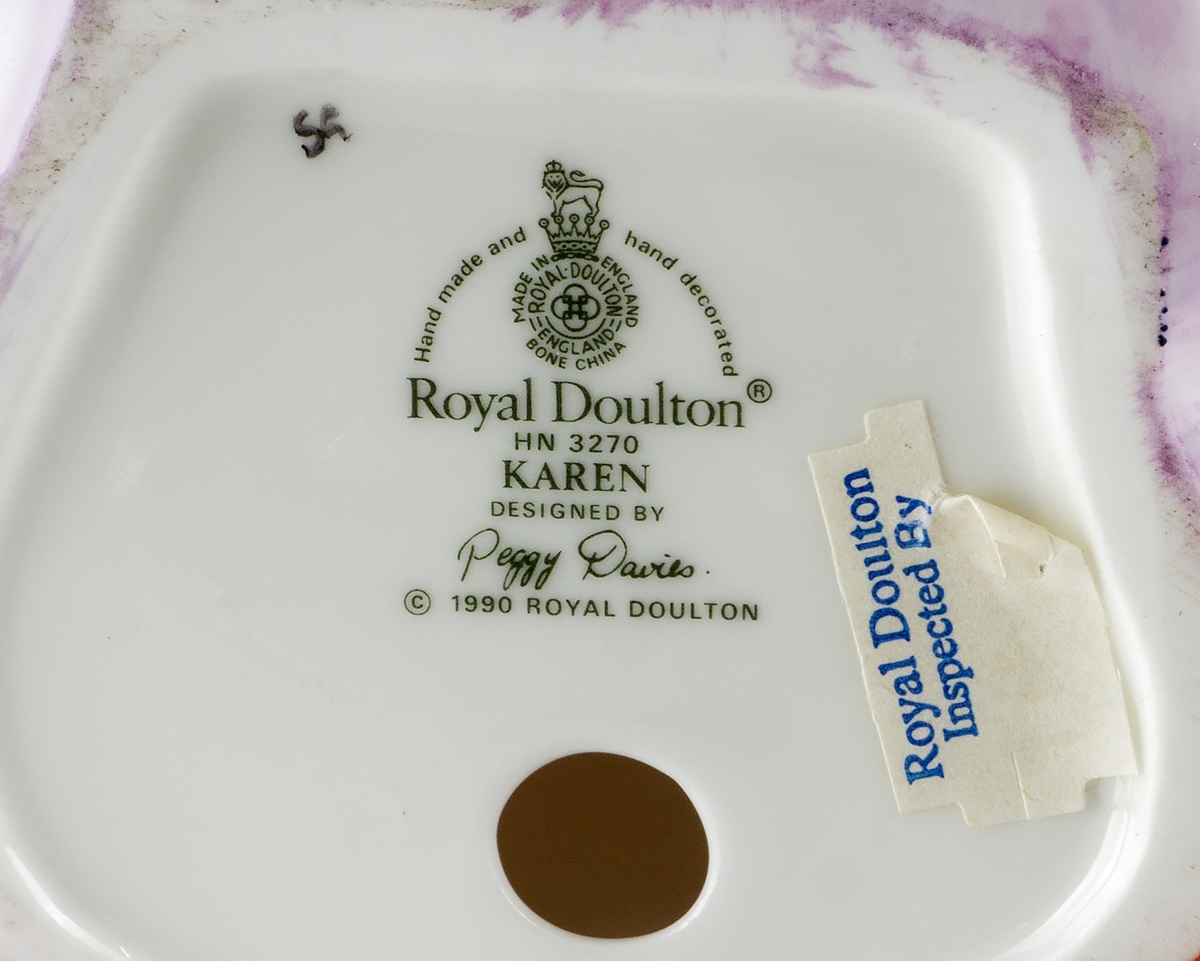 Hand made and hand decorated
MADE IN ENGLAND
ROYAL·DOULTON
ENGLAND
BONE CHINA
Royal Doulton®
HN 3270
KAREN
DESIGNED BY
Peggy Davies.
© 1990 ROYAL DOULTON
Royal Doulton
Inspected By